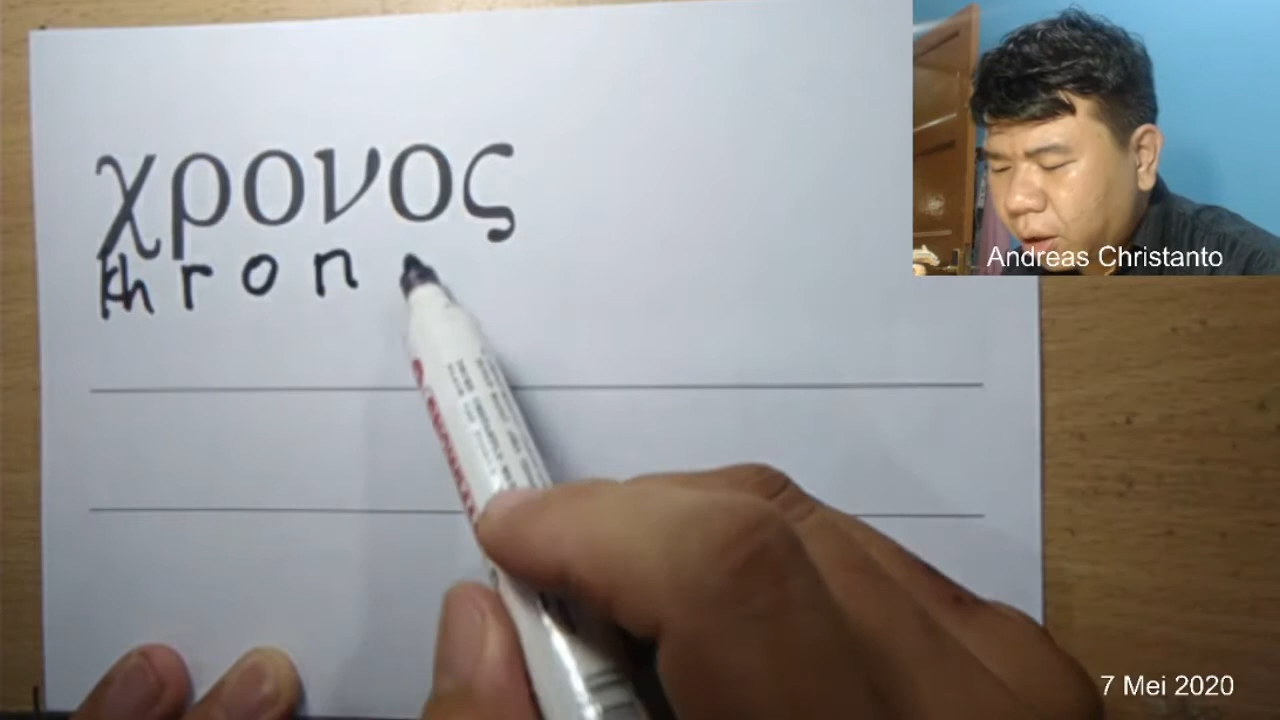 χρονος
khron
Andreas Christanto
7 Mei 2020